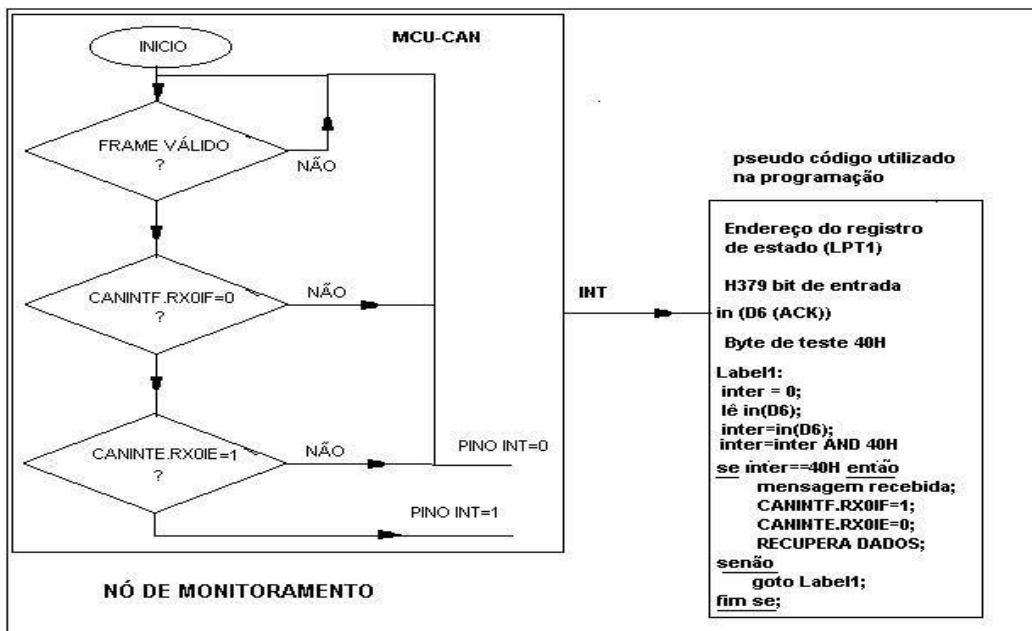 MCU-CAN
INICIO
FRAME VÁLIDO
?
NÃO
CANINTF.RX0IF=0
?
NÃO
CANINTE.RX0IE=1
?
NÃO
PINO INT=0
PINO INT=1
NÓ DE MONITORAMENTO
INT
pseudo código utilizado
na programação
Endereço do registro
de estado (LPT1)
H379 bit de entrada
in (D6 (ACK))
Byte de teste 40H
Label1:
inter = 0;
lê in(D6);
inter=in(D6);
inter=inter AND 40H
se inter==40H então
mensagem recebida;
CANINTF.RX0IF=1;
CANINTE.RX0IE=0;
RECUPERA DADOS;
senão
goto Label1;
fim se;